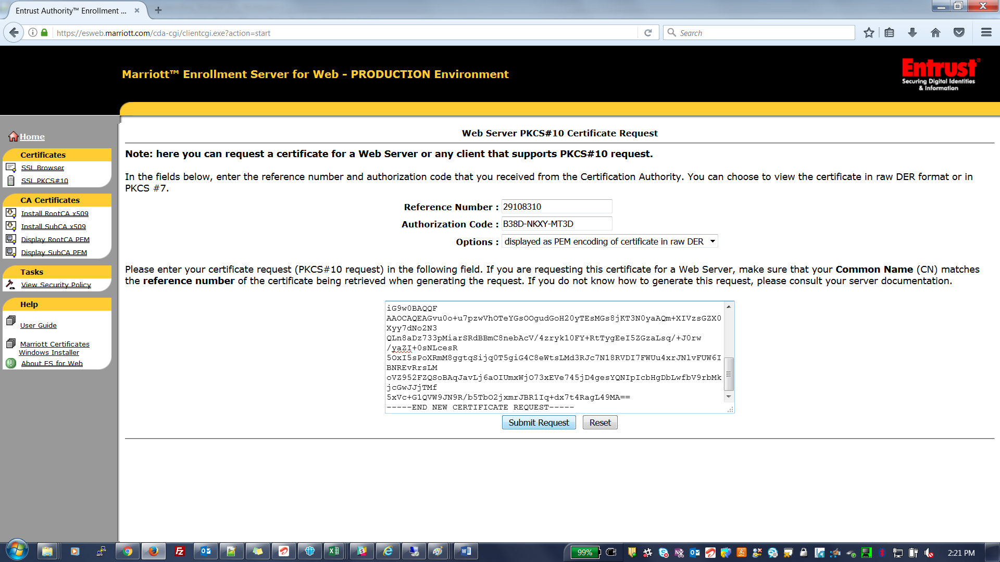 Entrust Authority™ Enrollment ...
https://esweb.marriott.com/cda-cgi/clientcgi.exe?action=start
Search
Marriott™ Enrollment Server for Web - PRODUCTION Environment
Entrust®
Securing Digital Identities
& Information
Home
Certificates
SSL Browser
SSL PKCS#10
CA Certificates
Install RootCA x509
Install SubCA x509
Display RootCA PEM
Display SubCA PEM
Tasks
View Security Policy
Help
User Guide
Marriott Certificates
Windows Installer
About ES for Web
Web Server PKCS#10 Certificate Request
Note: here you can request a certificate for a Web Server or any client that supports PKCS#10 request.
In the fields below, enter the reference number and authorization code that you received from the Certification Authority. You can choose to view the certificate in raw DER format or in
PKCS #7.
Reference Number : 29108310
Authorization Code : B38D-NKXY-MT3D
Options : displayed as PEM encoding of certificate in raw DER
Please enter your certificate request (PKCS#10 request) in the following field. If you are requesting this certificate for a Web Server, make sure that your Common Name (CN) matches
the reference number of the certificate being retrieved when generating the request. If you do not know how to generate this request, please consult your server documentation.
iG9w0BAQQF
AAOCAQEAGvu0o+u7pzwVhOTeYGsOOgudGoH20yTEsMGs8jKT3N0yaAQm+XIVzsGZX0
Xyy7dNo2N3
QLn8aDz733pMiarSRdBBmC8nebAcV/4zryk10FY+RtTygEeI5ZGzaLsq/+J0rw
/yaZI+0sNLcesR
5OxI5sPoXRmM8ggtqSijq0T5giG4C8eWtsLMd3RJc7N18RVDI7FWUu4xrJNlvFUW6I
BNREvRrsLM
oVZ952FZQSoBAqJavLj6aOIUmxWjO73xEVe745jD4gesYQNIpIcbHgDbLwfbV9rbMk
jcGwJJjTMf
5xVc+G1QVW9JN9R/b5TbO2jxmrJBR1Iq+dx7t4RagL49MA==
-----END NEW CERTIFICATE REQUEST-----
Submit Request
Reset
99%
2:21 PM